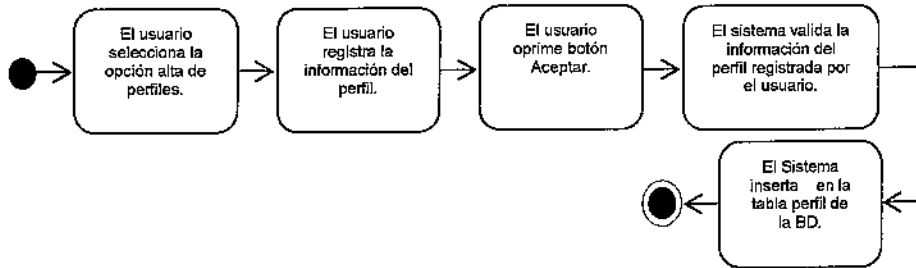 El usuario
selecciona la
opción alta de
perfiles.
El usuario
registra la
información del
perfil.
El usuario
oprime botón
Aceptar.
El sistema valida la
información del
perfil registrada por
el usuario.
El Sistema
inserta en la
tabla perfil de
la BD.